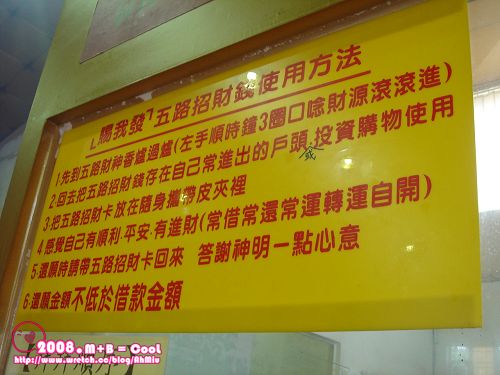 「賜我發」五路招財錢使用方法
1.先到五路財神香爐過爐(左手順時鐘3圈口唸財源滾滾進)
2.回去把五路招財錢存在自己常進出的戶頭,投資購物使用
3.把五路招財卡放在隨身攜帶皮夾裡
4.感覺自己有順利.平安.有進財(常借常還常運轉運自開)
5.還願時請帶五路招財卡回來 答謝神明一點心意
6.還願金額不低於借款金額
2008.M+B=CooL
http://www.wretch.cc/blog/AhMiu